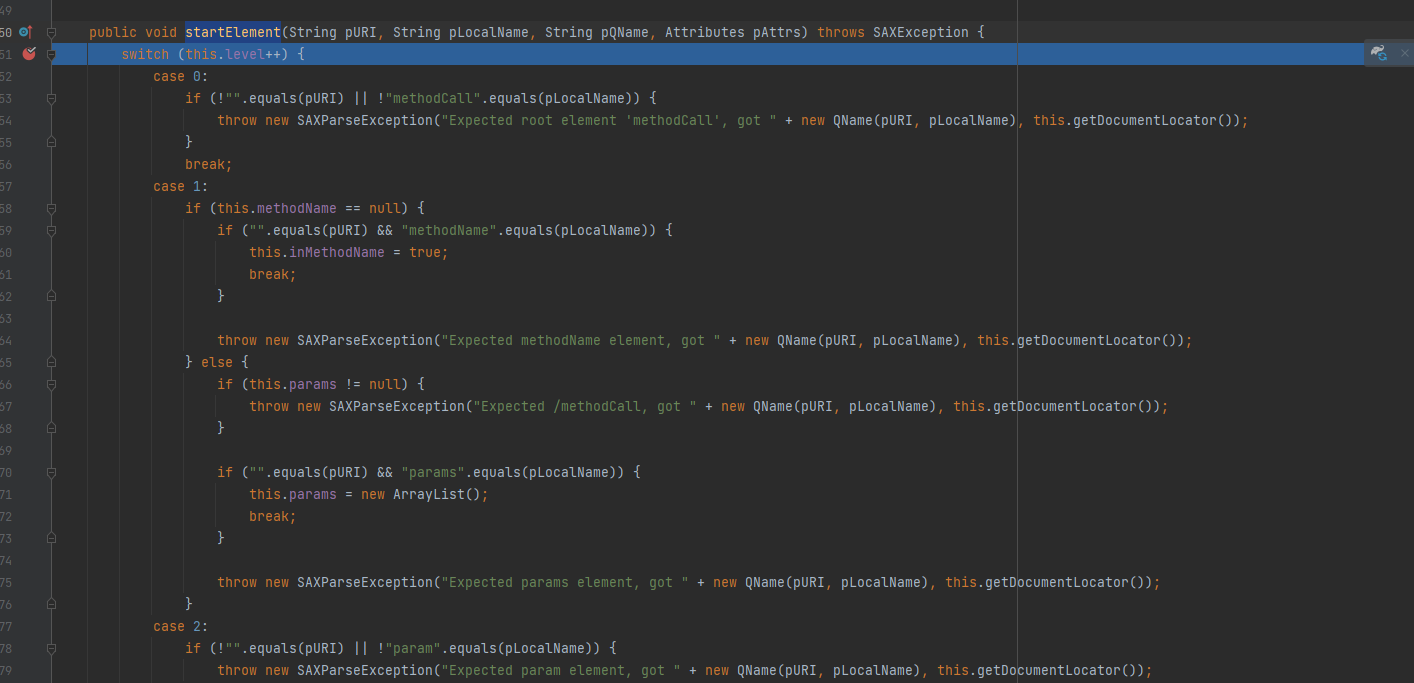 49
50 public void startElement(String pURI, String pLocalName, String pQName, Attributes pAttrs) throws SAXException {
51 switch (this.level++) {
52 case 0:
53 if (!"".equals(pURI) || !"methodCall".equals(pLocalName)) {
54 throw new SAXParseException("Expected root element 'methodCall', got " + new QName(pURI, pLocalName), this.getDocumentLocator());
55 }
56 break;
57 case 1:
58 if (this.methodName == null) {
59 if ("".equals(pURI) && "methodName".equals(pLocalName)) {
60 this.inMethodName = true;
61 break;
62 }
63
64 throw new SAXParseException("Expected methodName element, got " + new QName(pURI, pLocalName), this.getDocumentLocator());
65 } else {
66 if (this.params != null) {
67 throw new SAXParseException("Expected /methodCall, got " + new QName(pURI, pLocalName), this.getDocumentLocator());
68 }
69
70 if ("".equals(pURI) && "params".equals(pLocalName)) {
71 this.params = new ArrayList();
72 break;
73 }
74
75 throw new SAXParseException("Expected params element, got " + new QName(pURI, pLocalName), this.getDocumentLocator());
76 }
77 case 2:
78 if (!"".equals(pURI) || !"param".equals(pLocalName)) {
79 throw new SAXParseException("Expected param element, got " + new QName(pURI, pLocalName), this.getDocumentLocator());